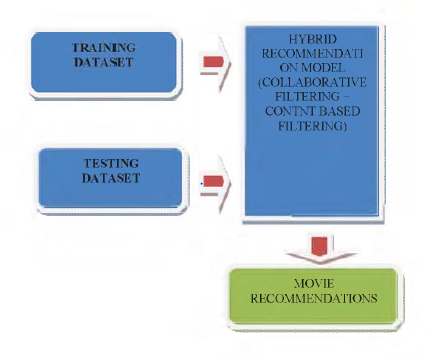 TRAINING
DATASET
HYBRID
RECOMMENDATI
ON MODEL
(COLLABORATIVE
FILTERING –
CONTNT BASED
FILTERING)
TESTING
DATASET
MOVIE
RECOMMENDATIONS